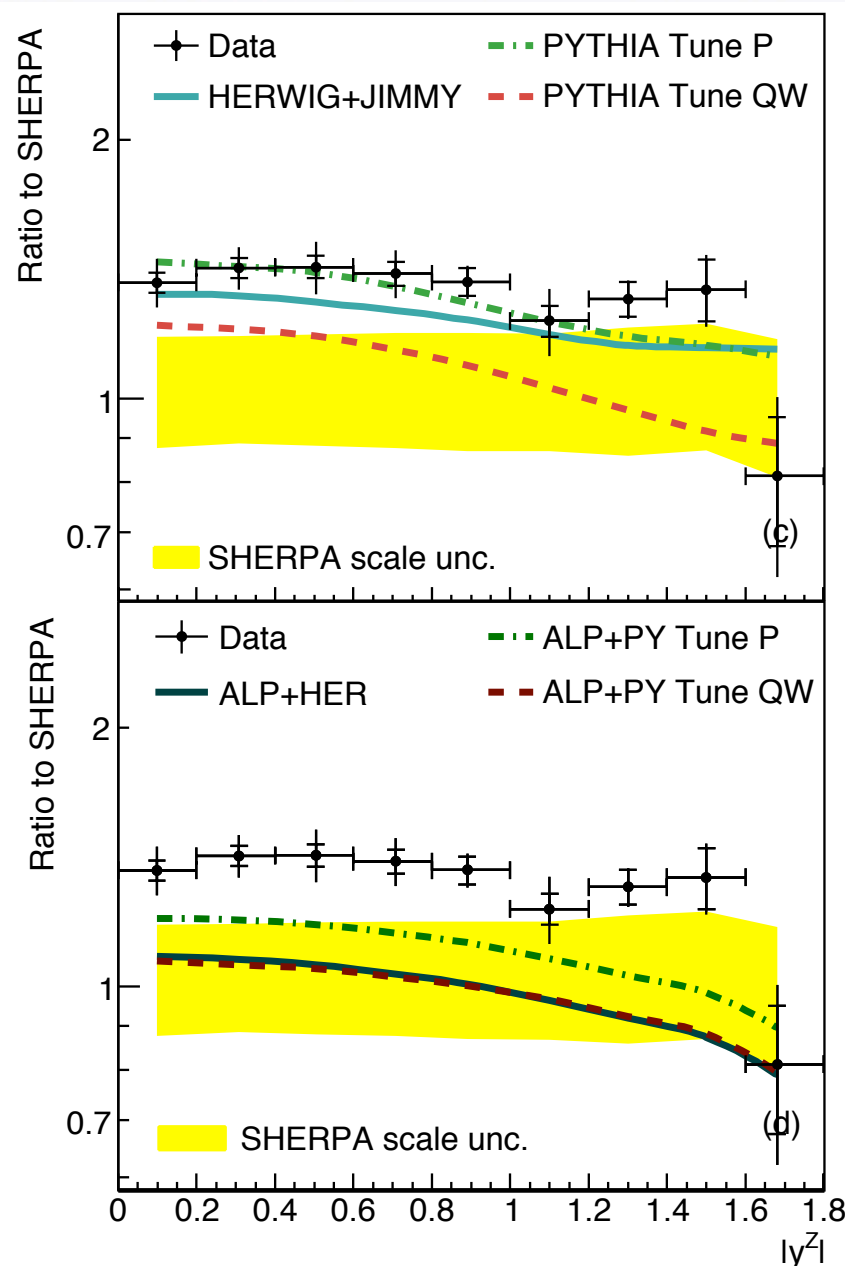 Ratio to SHERPA
Data
PYTHIA Tune P
HERWIG+JIMMY
PYTHIA Tune QW
2
1
0.7
(c)
SHERPA scale unc.
Ratio to SHERPA
Data
ALP+PY Tune P
ALP+HER
ALP+PY Tune QW
2
1
0.7
(d)
SHERPA scale unc.
0 0.2 0.4 0.6 0.8 1 1.2 1.4 1.6 1.8
|y^Z|